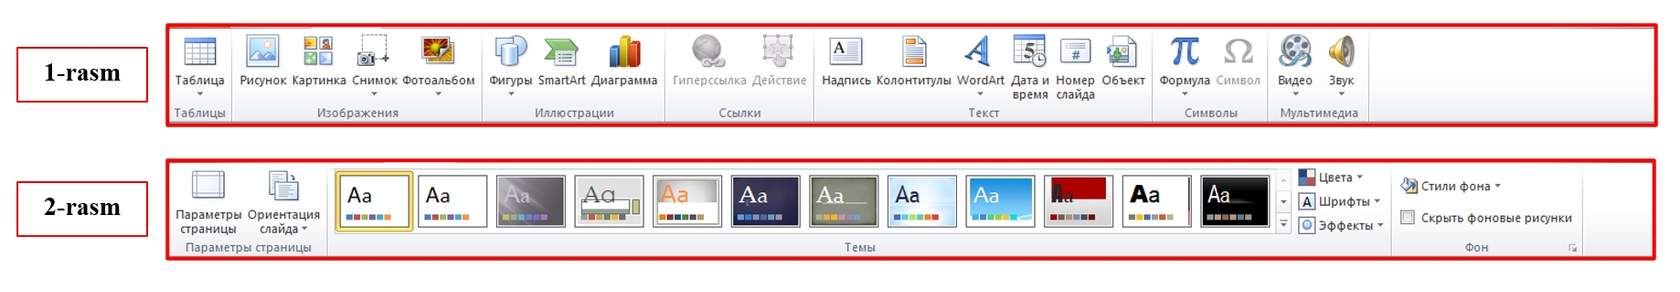 1-rasm
Таблица Рисунок Картинка Снимок Фотоальбом Фигуры SmartArt Диаграмма Гиперссылка Действие Надпись Колонтитулы WordArt Дата и время Номер слайда Объект Формула Символ Видео Звук
Таблицы Изображения Иллюстрации Ссылки Текст Символы Мультимедиа
2-rasm
Параметры страницы Ориентация слайда
Aa Aa Aa Aa Aa Aa Aa Aa Aa Aa Aa Aa
Цвета
Шрифты
Эффекты
Стили фона
Скрыть фоновые рисунки
Параметры страницы Темы Фон